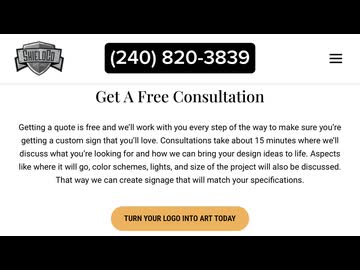 SHIELDCO
(240) 820-3839
Get A Free Consultation
Getting a quote is free and we'll work with you every step of the way to make sure you're
getting a custom sign that you'll love. Consultations take about 15 minutes where we'll
discuss what you're looking for and how we can bring your design ideas to life. Aspects
like where it will go, color schemes, lights, and size of the project will also be discussed.
That way we can create signage that will match your specifications.
TURN YOUR LOGO INTO ART TODAY